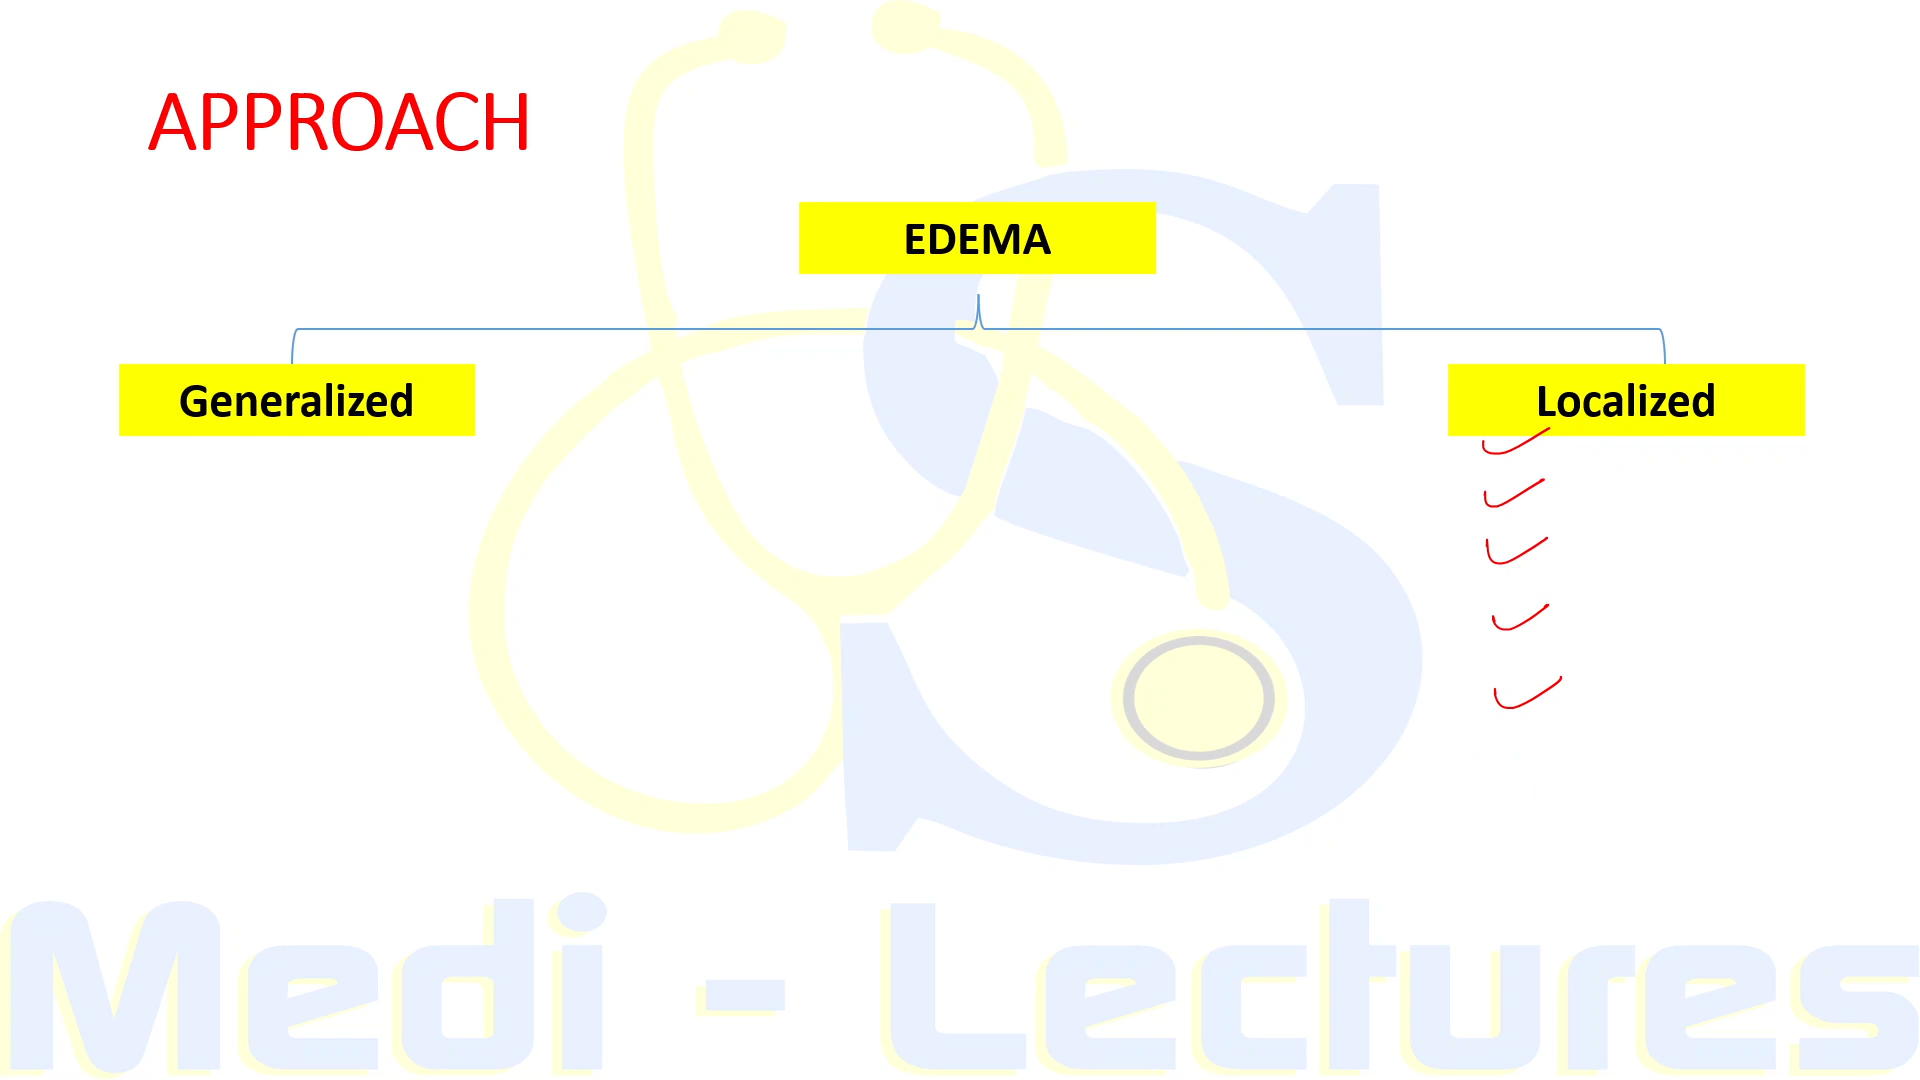 APPROACH
EDEMA
Generalized
Localized
Medi - Lectures